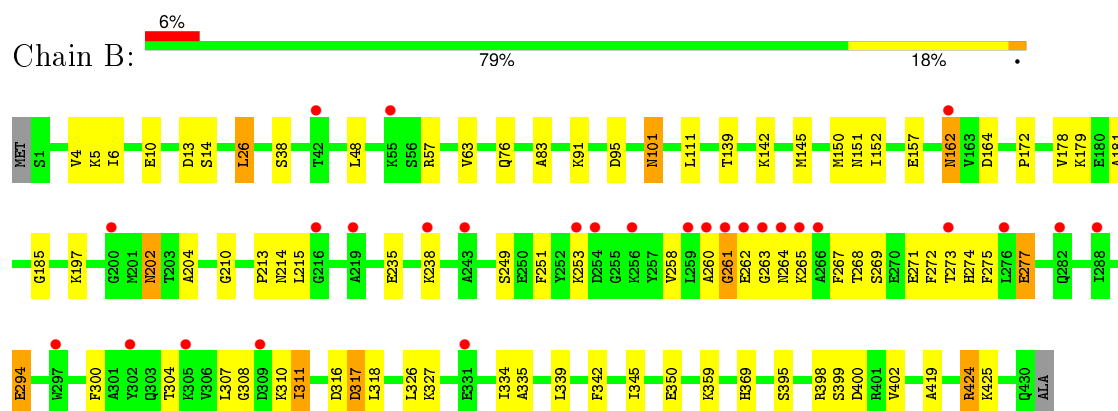 6%
Chain B:
79% 18% •
MET S1 V4 K5 I6 E10 D13 S14 L26 S38 T42 L48 K55 S56 R57 V63 Q76 A83 K91 D95 N101 L111 T139 K142 M145 M150 N151 I152 E157 N162 V163 D164 P172 V178 K179 E180 A181
G185 K197 G200 M201 N202 T203 A204 G210 P213 N214 L215 G216 A219 E235 K238 A243 S249 E250 F251 Y252 K253 D254 G255 K256 Y257 V258 L259 A260 G261 E262 G263 N264 K265 A266 F267 T268 S269 E270 E271 F272 T273 H274 F275 L276 E277 Q282 I288
E294 W297 F300 A301 Y302 Q303 T304 K305 V306 L307 G308 D309 K310 I311 D316 D317 L318 L326 K327 E331 I334 A335 L339 F342 I345 E350 K359 H369 S395 R398 S399 D400 R401 V402 A419 R424 K425 Q430 ALA